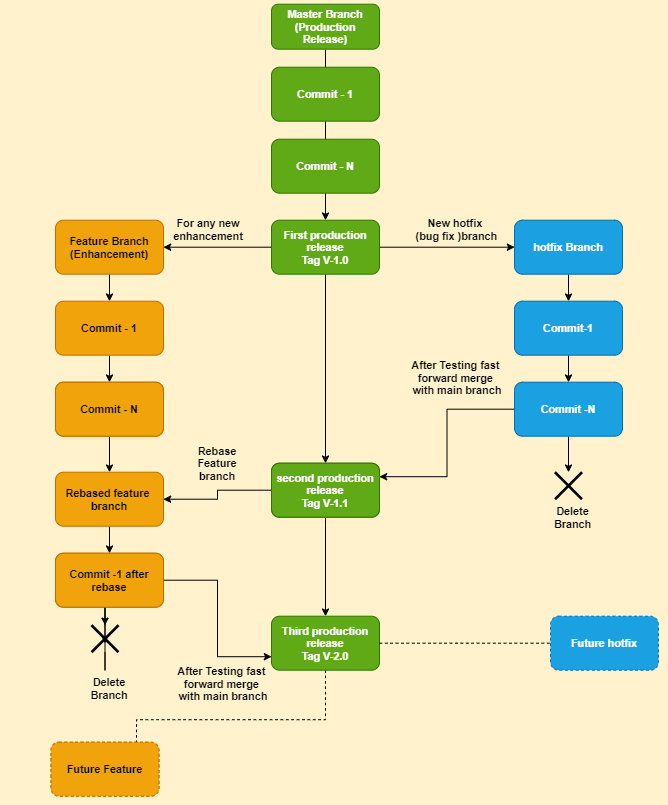 Master Branch
(Production
Release)
Commit - 1
Commit - N
For any new
enhancement
New hotfix
(bug fix )branch
Feature Branch
(Enhancement)
First production
release
Tag V-1.0
hotfix Branch
Commit - 1
Commit-1
After Testing fast
forward merge
with main branch
Commit - N
Commit -N
Rebase
Feature
branch
second production
release
Tag V-1.1
Rebased feature
branch
Delete
Branch
Commit -1 after
rebase
Third production
release
Tag V-2.0
Future hotfix
After Testing fast
forward merge
with main branch
Delete
Branch
Future Feature